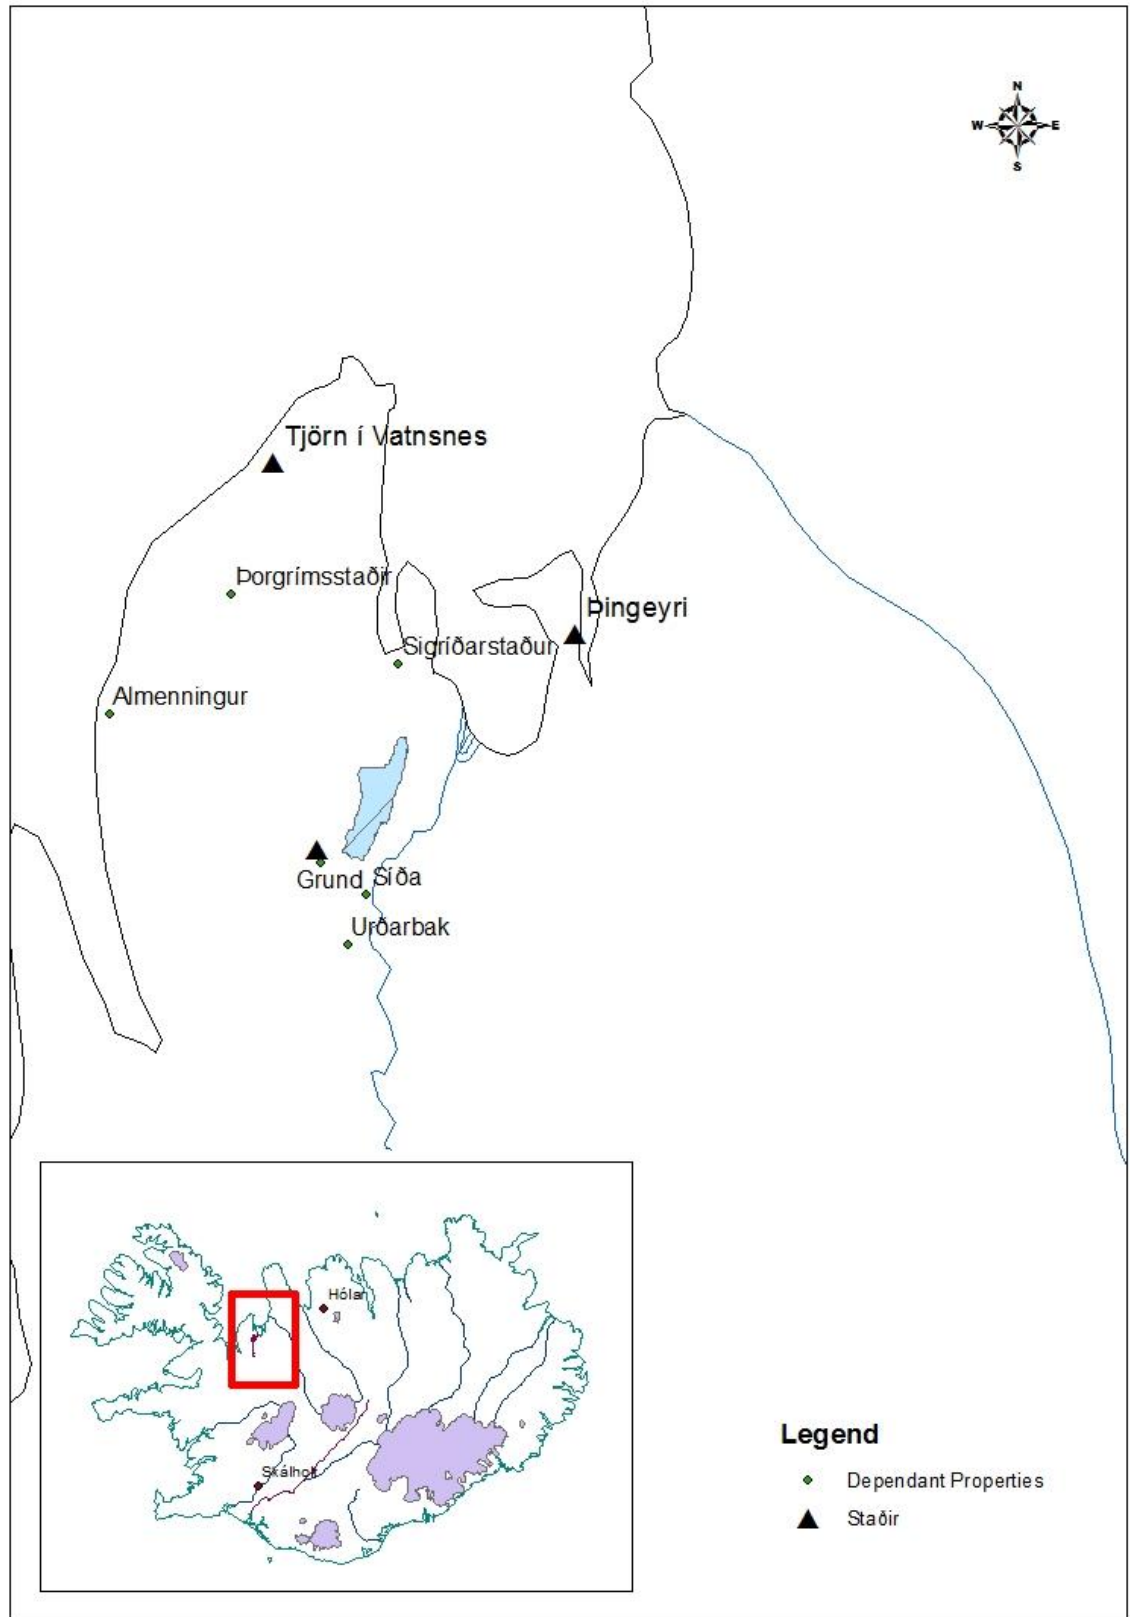 N
W E
S
Tjörn í Vatnsnes
Þorgrímsstaðir
Þingeyri
Sigríðarstaður
Almenningur
Grund
Síða
Urðarbak
Hólar
Skálholt
Legend
Dependant Properties
Staðir